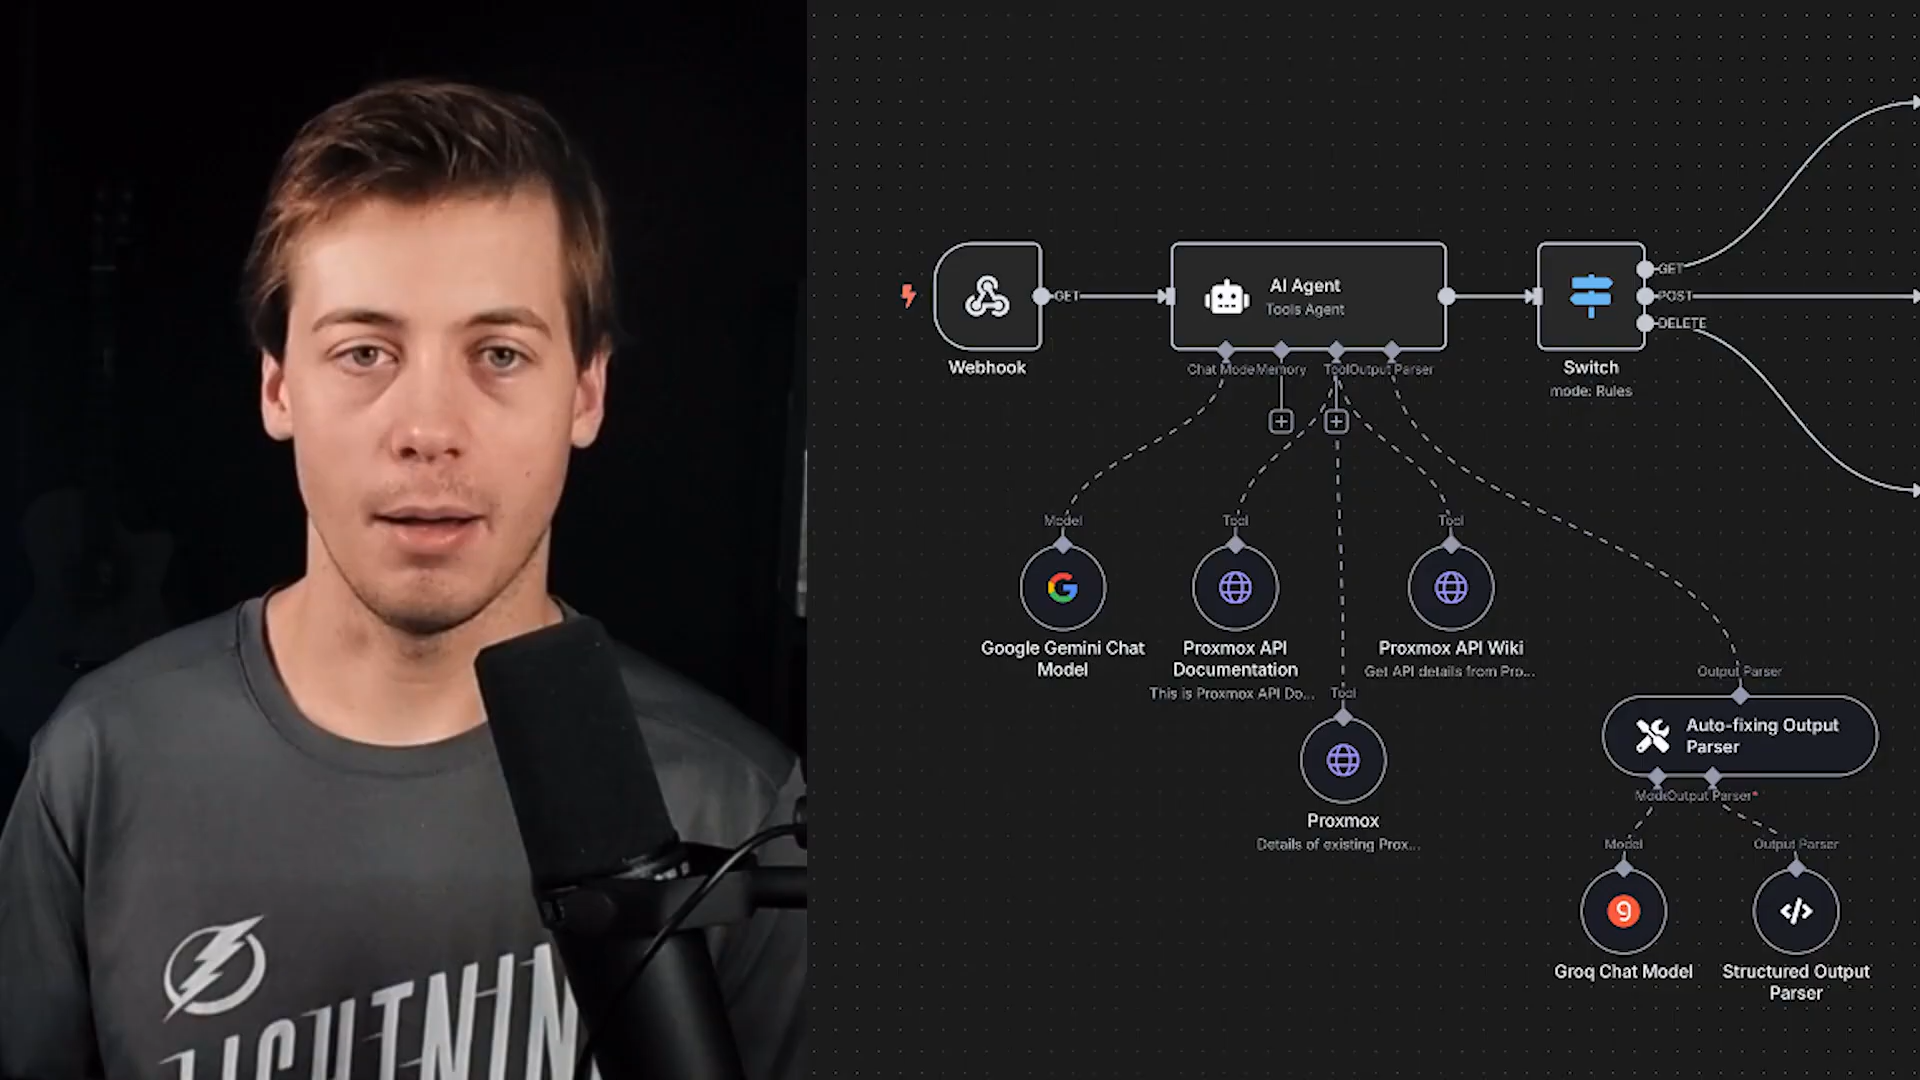 GET
AI Agent
Tools Agent
GET
POST
DELETE
Webhook
Chat Mode
Memory
Tool
Output Parser
Switch
mode: Rules
Model
Tool
Tool
Google Gemini Chat
Model
Proxmox API
Documentation
This is Proxmox API Do...
Proxmox API Wiki
Get API details from Pro...
Tool
Output Parser
Auto-fixing Output
Parser
Proxmox
Details of existing Prox...
Mode
Output Parser*
Model
Output Parser
Groq Chat Model
Structured Output
Parser
LIGHTNIN